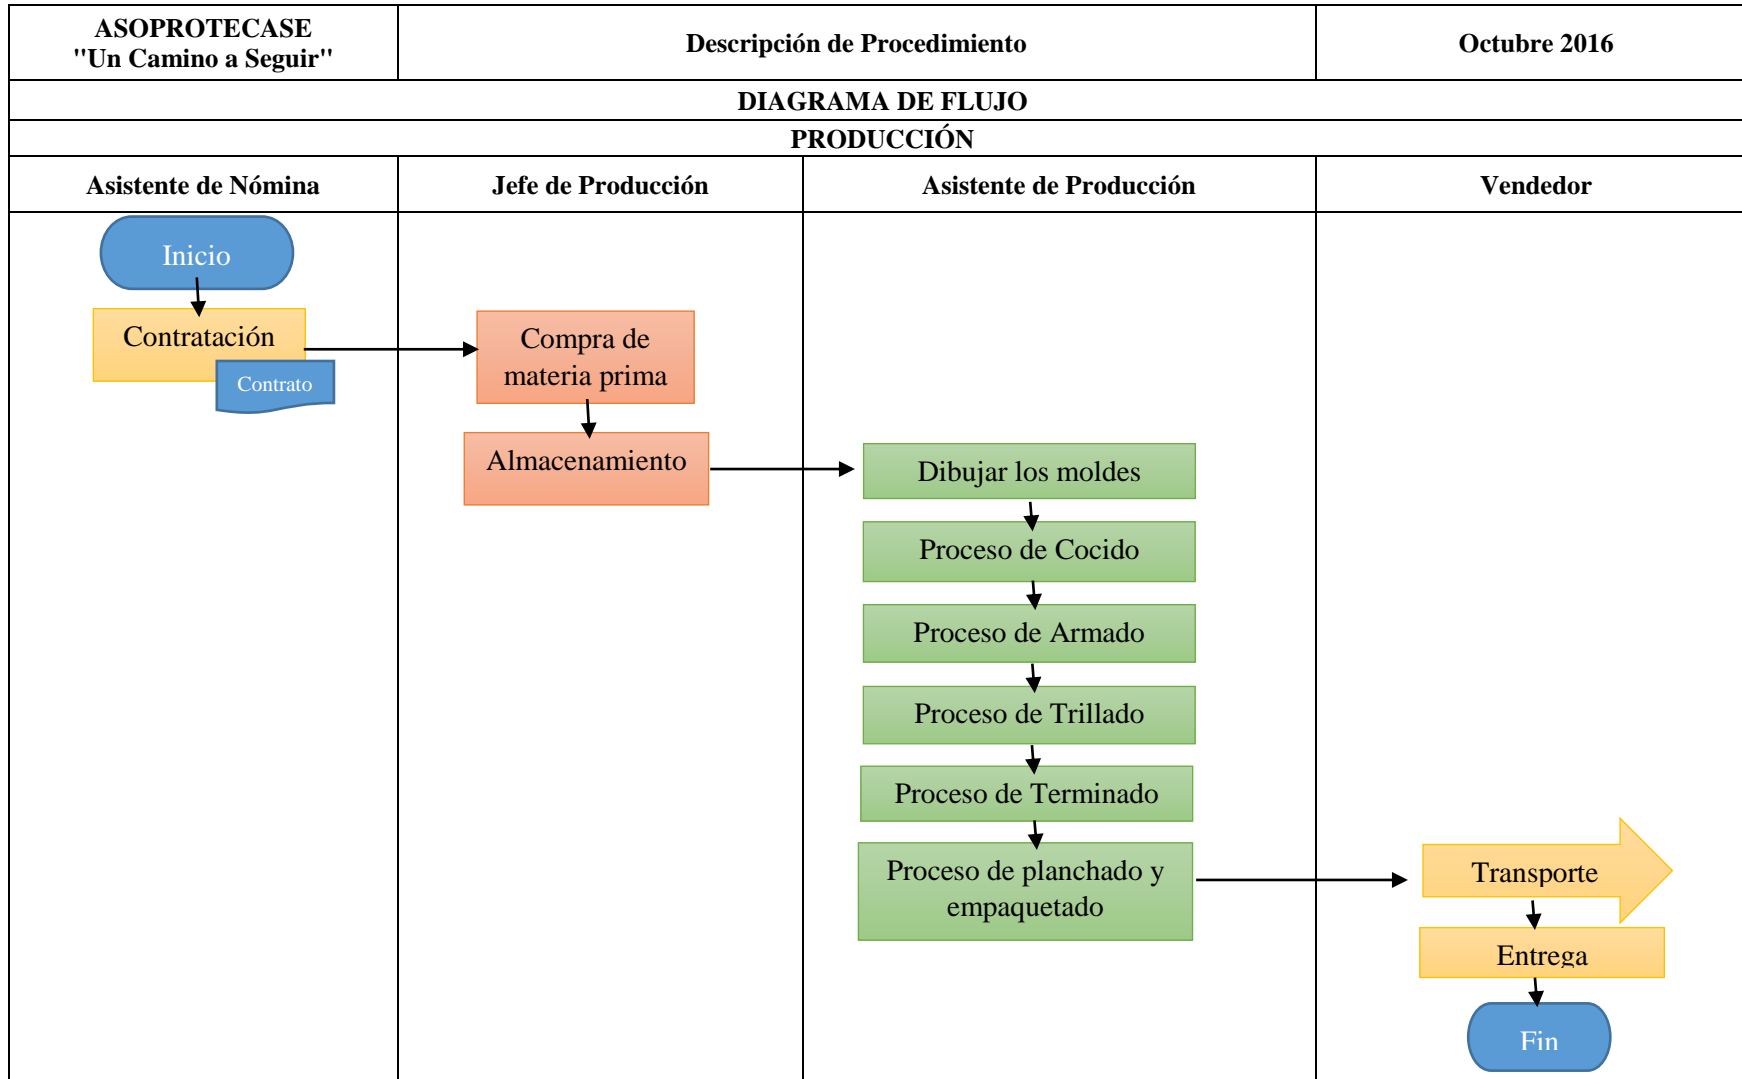 ASOPROTECASE
"Un Camino a Seguir"
Descripción de Procedimiento
Octubre 2016
DIAGRAMA DE FLUJO
PRODUCCIÓN
Asistente de Nómina
Jefe de Producción
Asistente de Producción
Vendedor
Inicio
Contratación
Contrato
Compra de
materia prima
Almacenamiento
Dibujar los moldes
Proceso de Cocido
Proceso de Armado
Proceso de Trillado
Proceso de Terminado
Proceso de planchado y
empaquetado
Transporte
Entrega
Fin